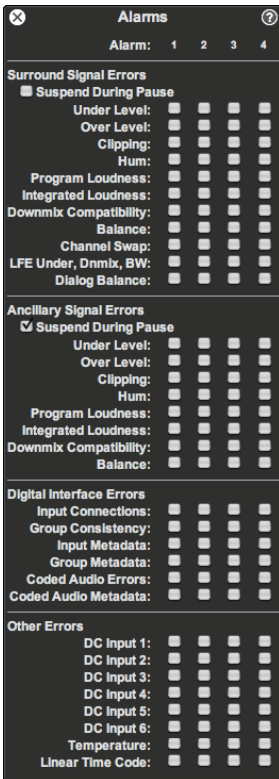 Alarms ?
Alarm: 1 2 3 4
Surround Signal Errors
Suspend During Pause
Under Level:
Over Level:
Clipping:
Hum:
Program Loudness:
Integrated Loudness:
Downmix Compatibility:
Balance:
Channel Swap:
LFE Under, Dnmix, BW:
Dialog Balance:
Ancillary Signal Errors
Suspend During Pause
Under Level:
Over Level:
Clipping:
Hum:
Program Loudness:
Integrated Loudness:
Downmix Compatibility:
Balance:
Digital Interface Errors
Input Connections:
Group Consistency:
Input Metadata:
Group Metadata:
Coded Audio Errors:
Coded Audio Metadata:
Other Errors
DC Input 1:
DC Input 2:
DC Input 3:
DC Input 4:
DC Input 5:
DC Input 6:
Temperature:
Linear Time Code: